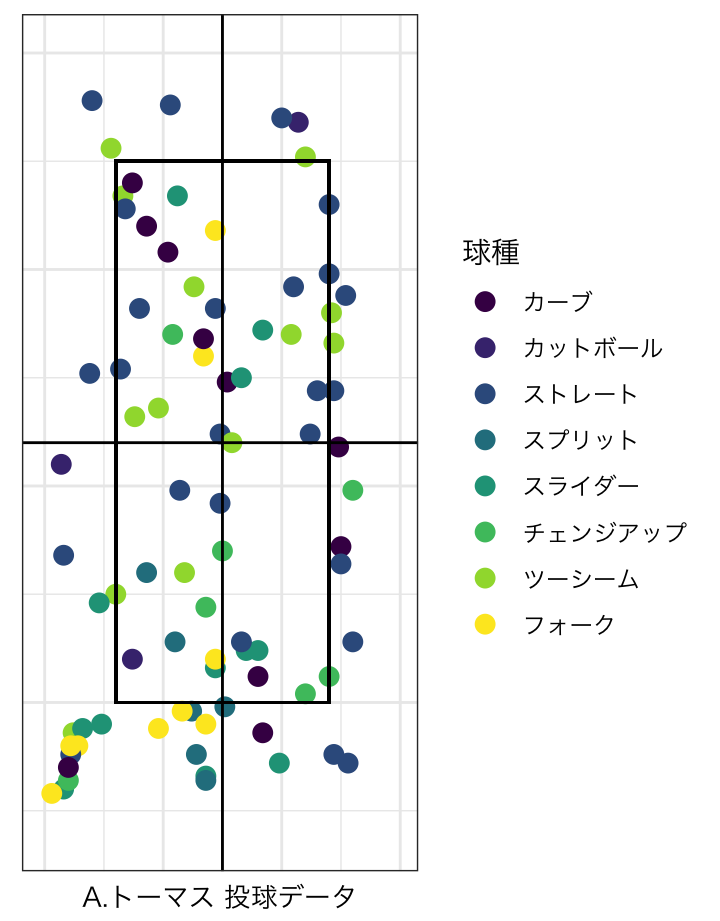 球種
カーブ
カットボール
ストレート
スプリット
スライダー
チェンジアップ
ツーシーム
フォーク
A.トーマス 投球データ